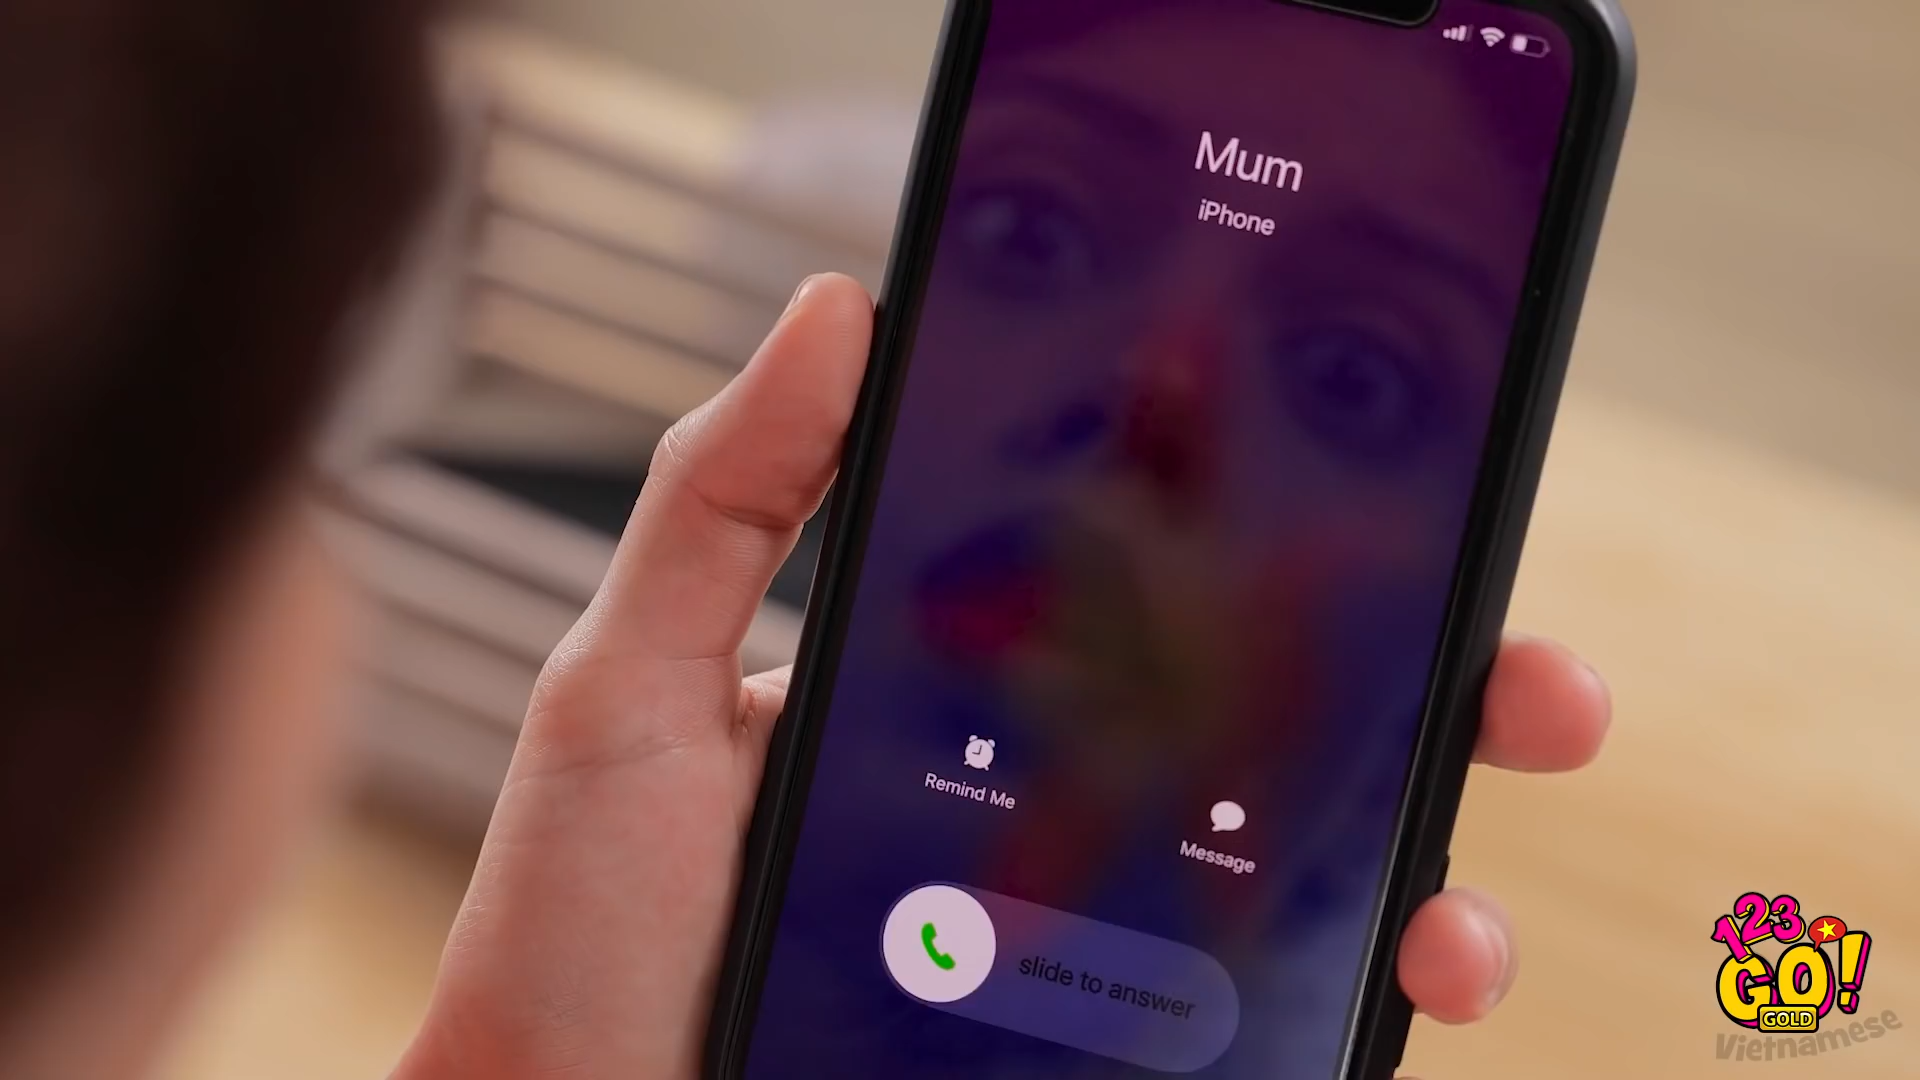 Mum
iPhone
Remind Me
Message
slide to answer
123
GO!
GOLD
Vietnamese